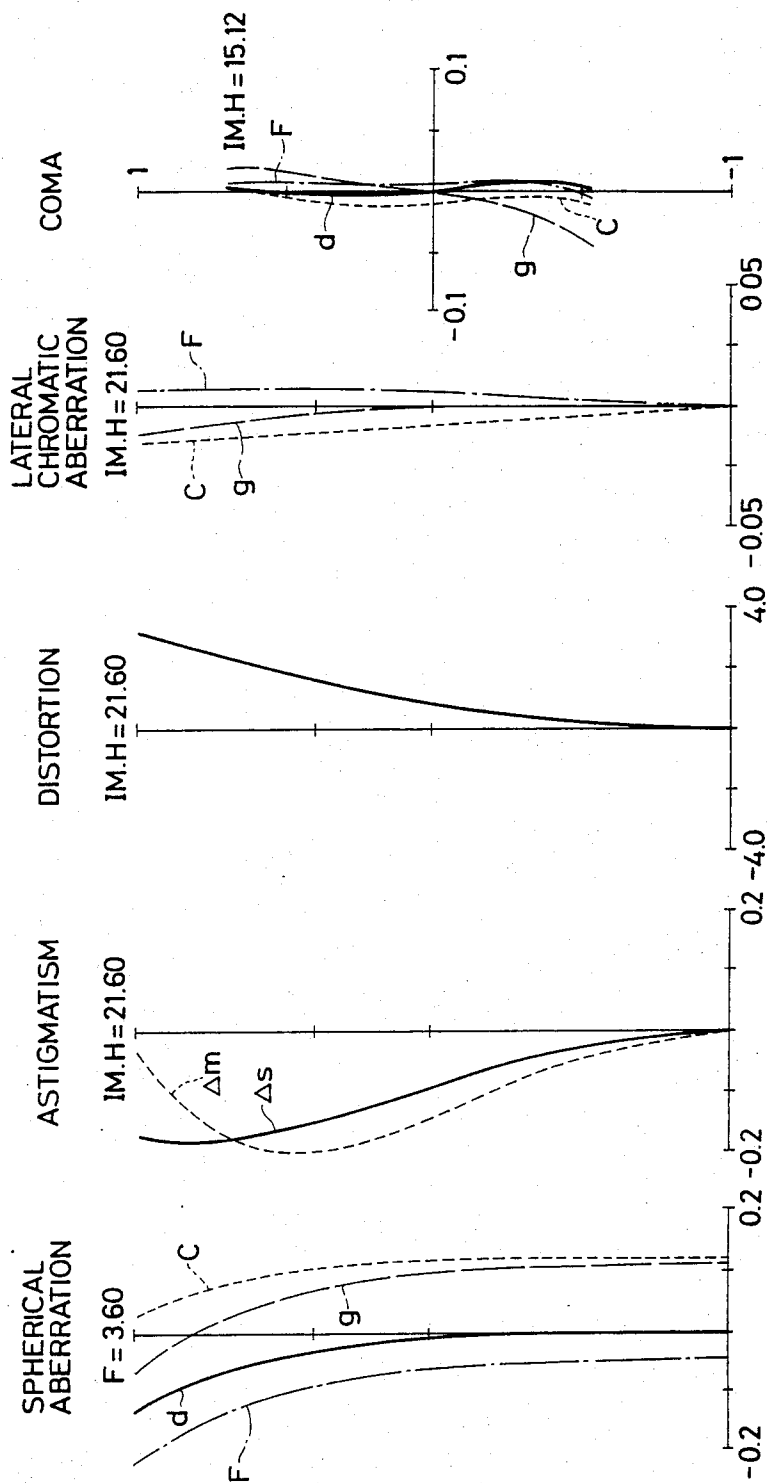 SPHERICAL
ABERRATION
F=3.60
C
g
d
F
-0.2
0.2
ASTIGMATISM
IM.H=21.60
Δm
Δs
-0.2
0.2
DISTORTION
IM.H=21.60
-4.0
4.0
LATERAL
CHROMATIC
ABERRATION
IM.H=21.60
F
C
g
-0.05
0.05
COMA
1
IM.H=15.12
F
d
-0.1
0.1
g
C
-1